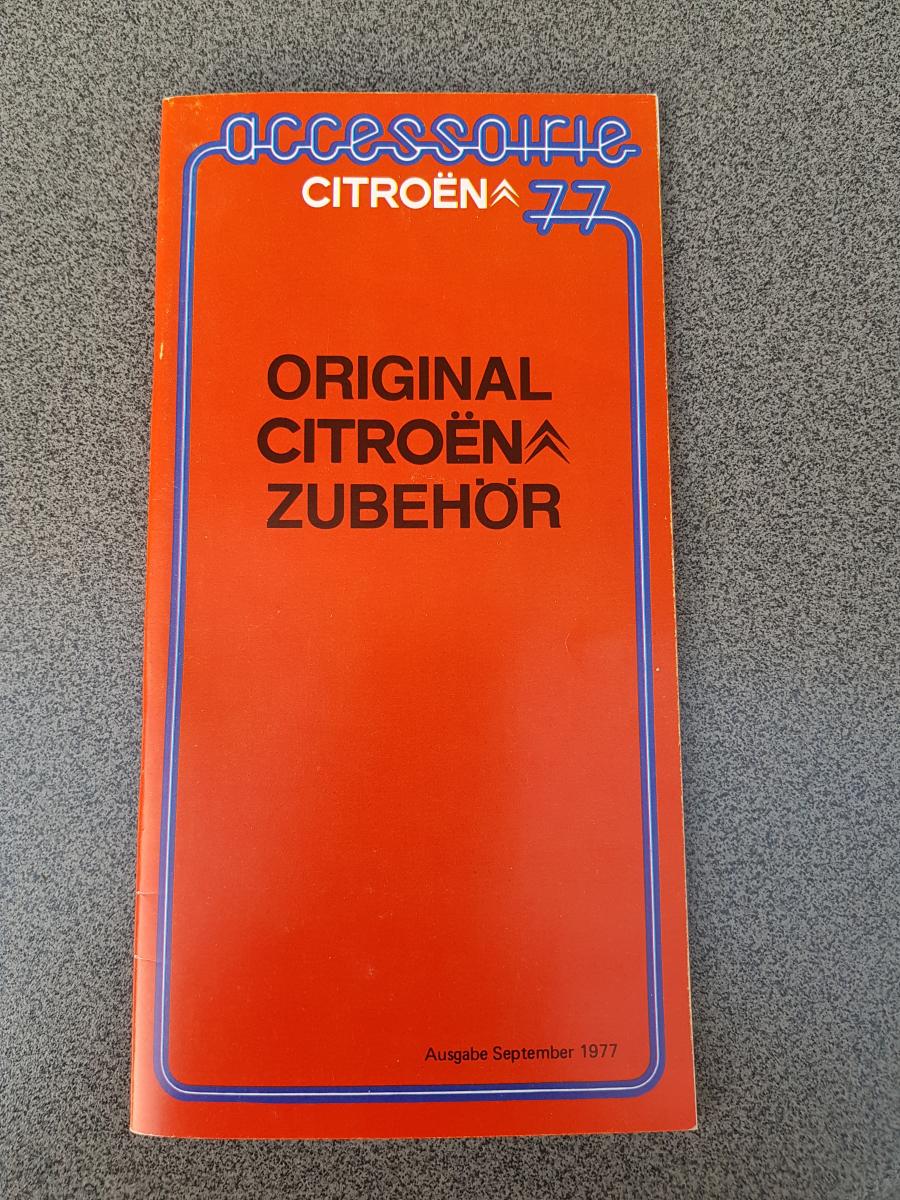 accessoirie
CITROËN 77
ORIGINAL
CITROËN
ZUBEHÖR
Ausgabe September 1977